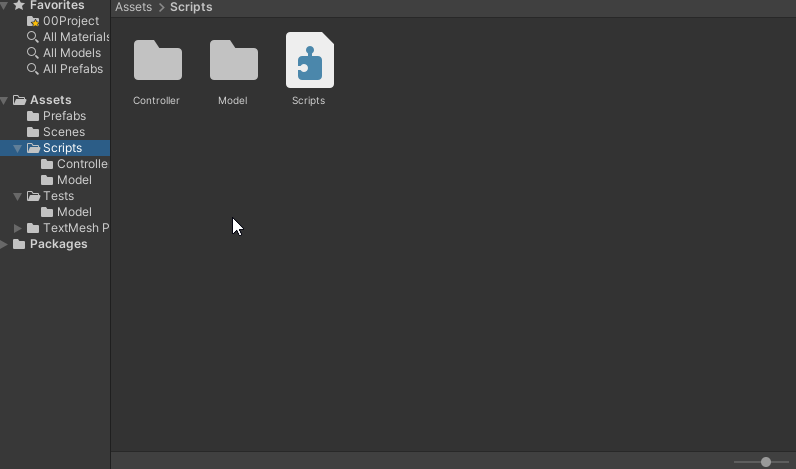 Favorites
00Project
All Materials
All Models
All Prefabs
Assets
Prefabs
Scenes
Scripts
Controlle
Model
Tests
Model
TextMesh P
Packages
Assets > Scripts
Controller
Model
Scripts